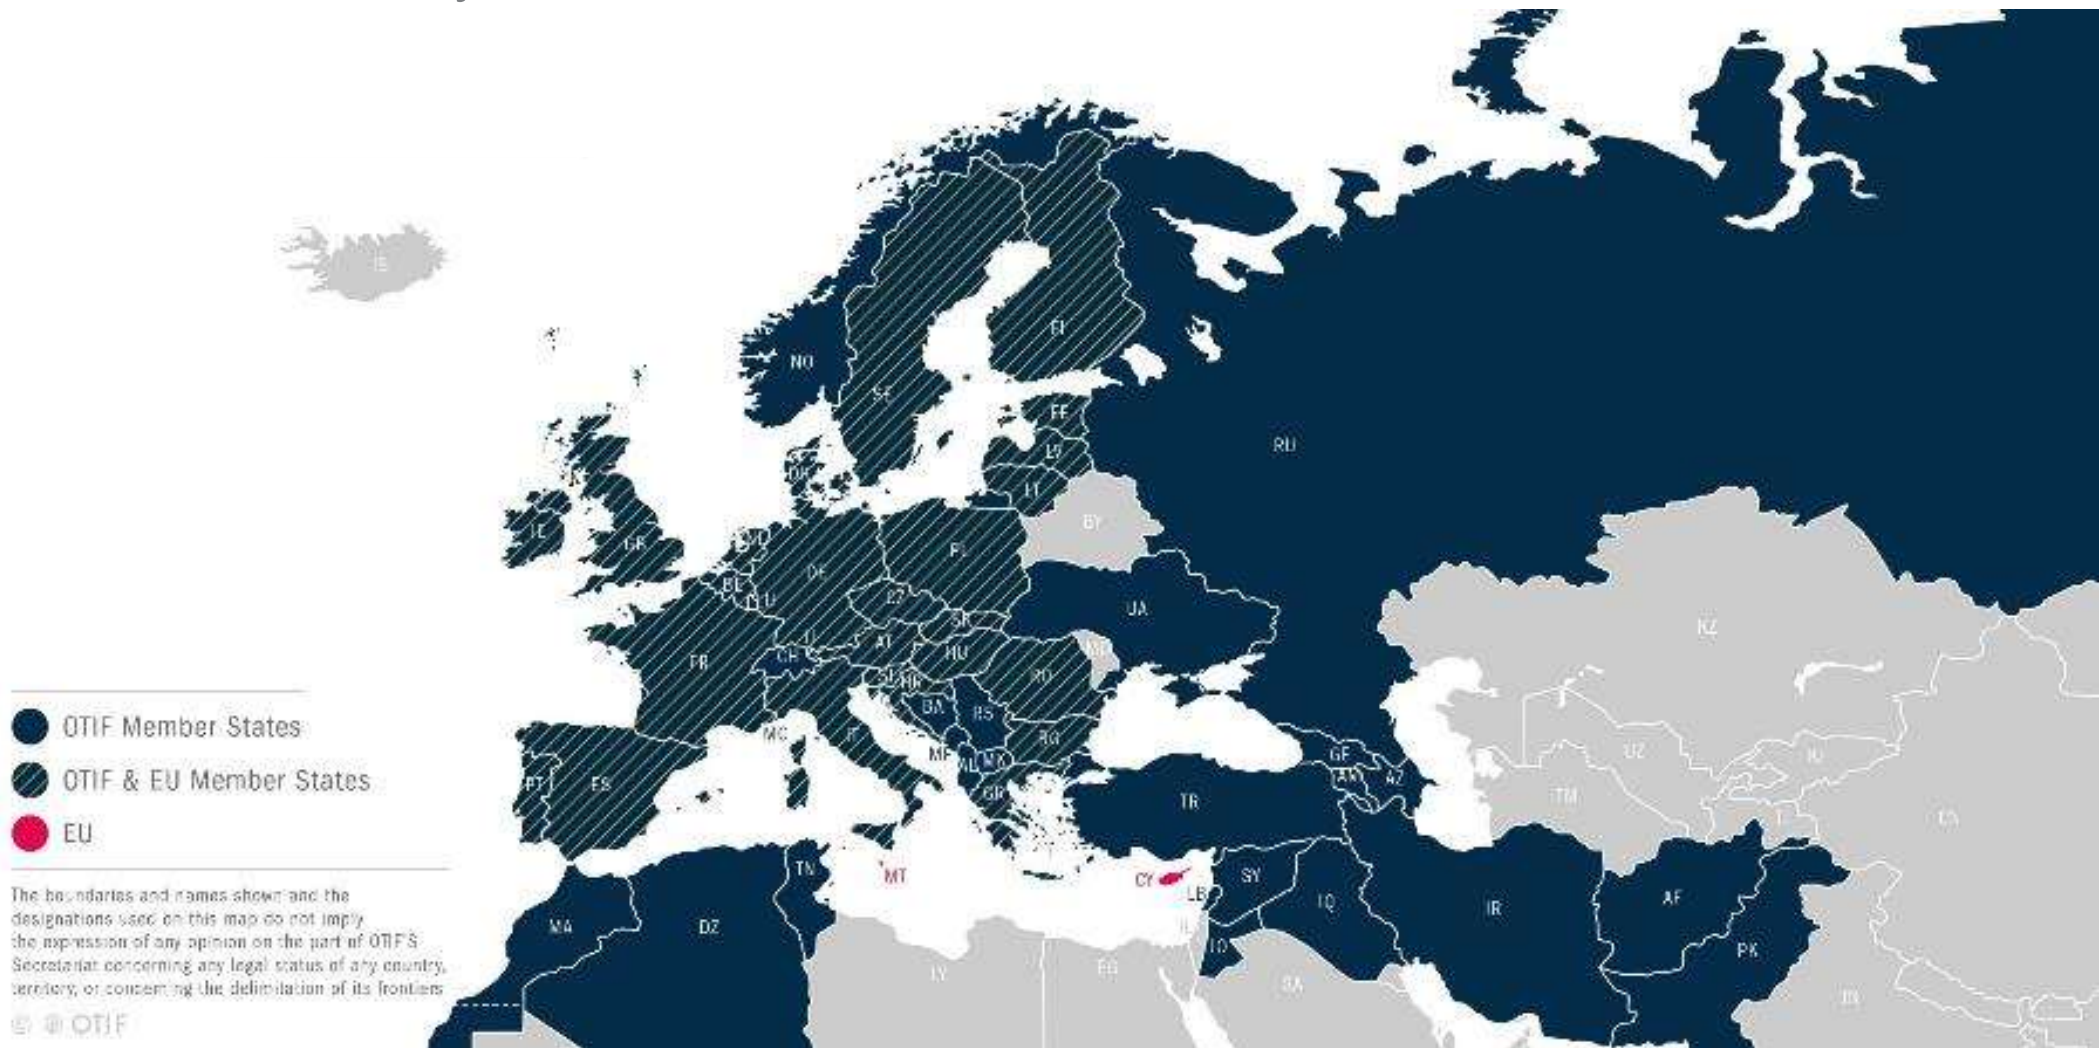 IS
NO
SE
FI
EE
LV
LT
RU
DK
IE
GB
NL
BE
LU
DE
PL
BY
CZ
SK
UA
KZ
FR
CH
AT
HU
RO
SI
HR
BA
RS
MC
IT
BG
AL
MK
GR
PT
ES
TR
GE
AZ
UZ
TM
TN
MT
CY
LB
SY
IQ
IR
AF
PK
MA
DZ
LY
EG
IL
JO
SA
OTIF Member States
OTIF & EU Member States
EU
The boundaries and names shown and the
designations used on this map do not imply
the expression of any opinion on the part of OTIF'S
Secretariat concerning any legal status of any country,
territory, or concerning the delimitation of its frontiers
OTIF